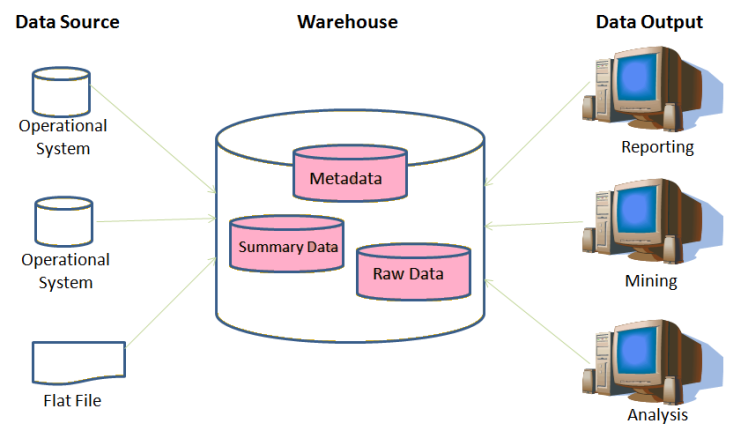 Data Source
Warehouse
Data Output
Operational
System
Operational
System
Flat File
Metadata
Summary Data
Raw Data
Reporting
Mining
Analysis